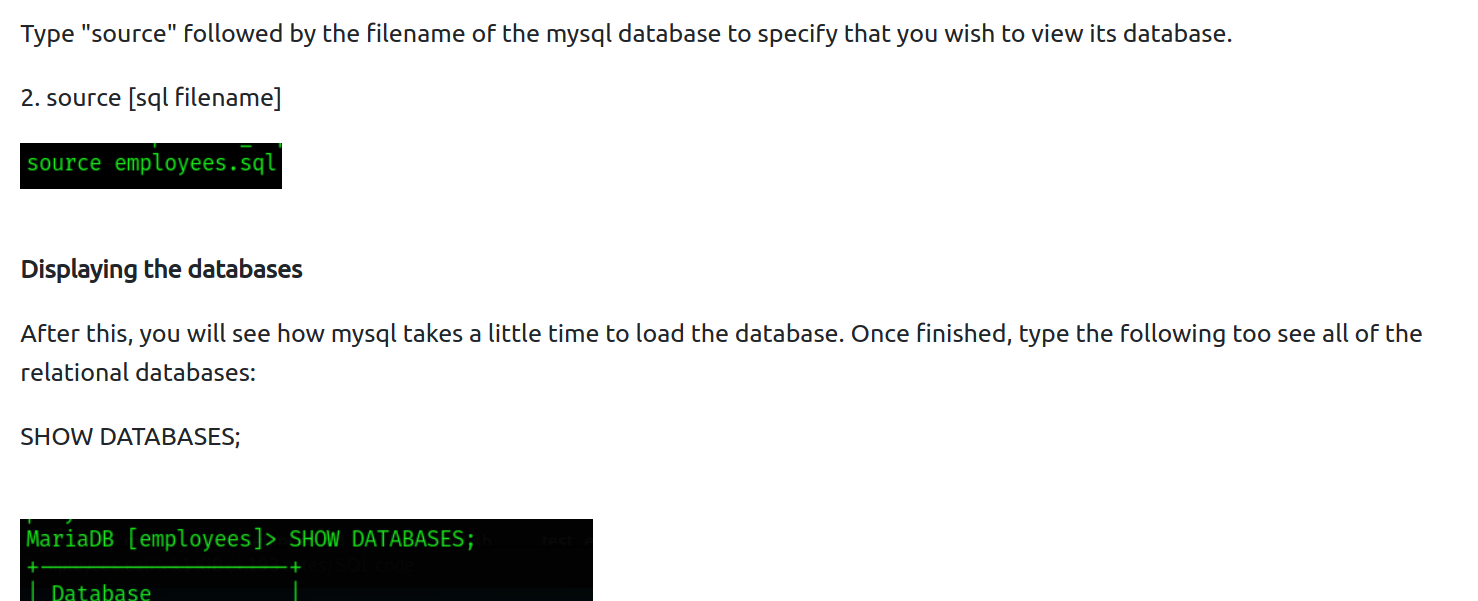 Type "source" followed by the filename of the mysql database to specify that you wish to view its database.
2. source [sql filename]
source employees.sql
Displaying the databases
After this, you will see how mysql takes a little time to load the database. Once finished, type the following too see all of the
relational databases:
SHOW DATABASES;
MariaDB [employees]> SHOW DATABASES;
+--------------------+
| Database           |